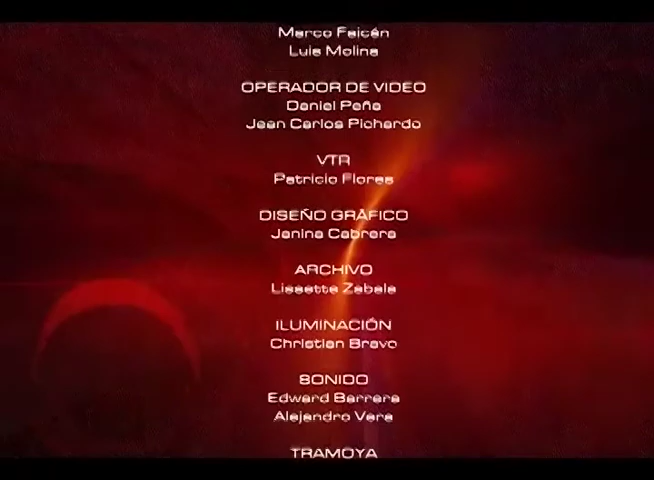 Marco Faicán
Luis Molina
OPERADOR DE VIDEO
Daniel Peña
Jean Carlos Pichardo
VTR
Patricio Flores
DISEÑO GRÁFICO
Janina Cabrera
ARCHIVO
Lissette Zabala
ILUMINACIÓN
Christian Bravo
SONIDO
Edward Barrera
Alejandro Vera
TRAMOYA